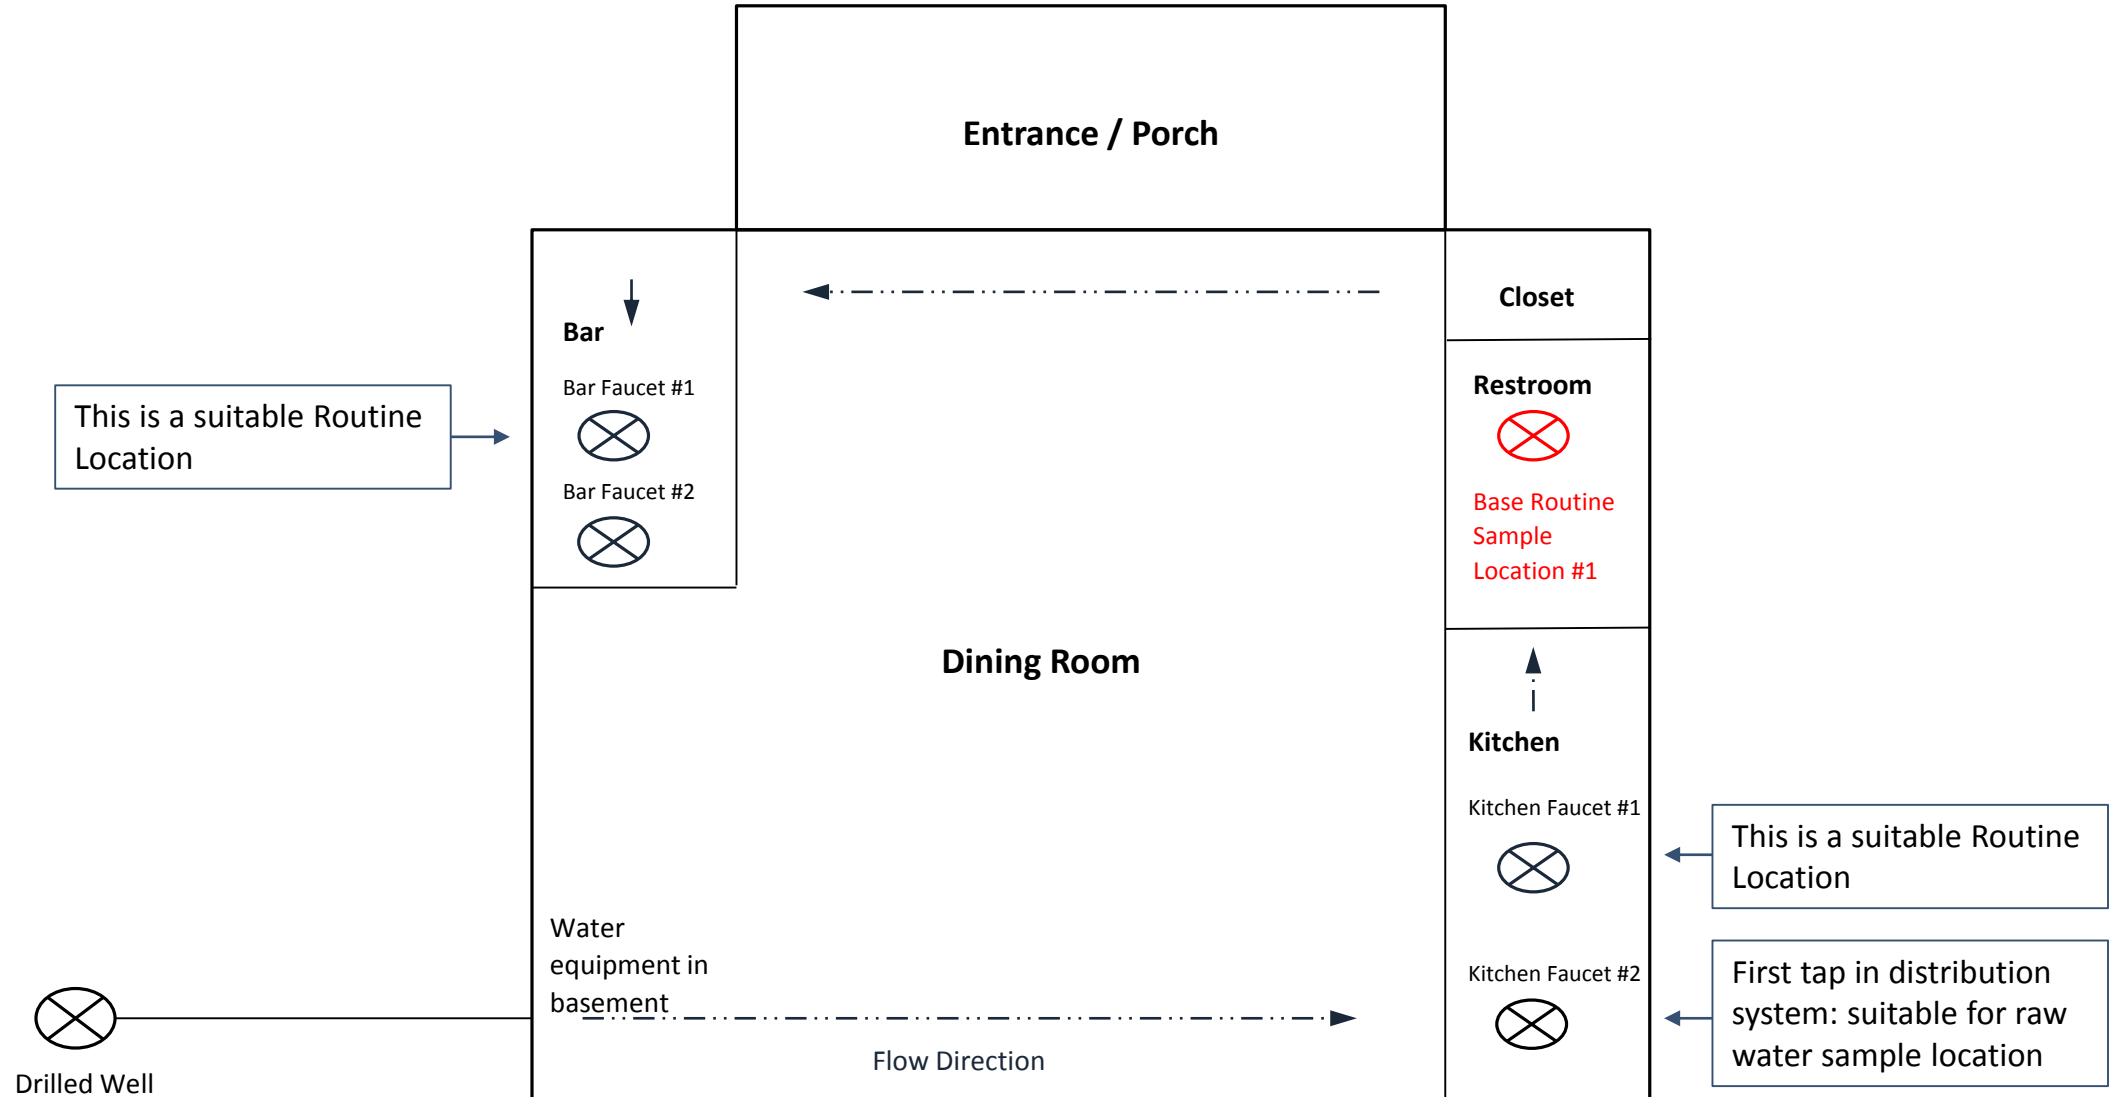 Entrance / Porch
Closet
Bar
Bar Faucet #1
Bar Faucet #2
This is a suitable Routine
Location
Restroom
Base Routine
Sample
Location #1
Dining Room
Kitchen
Kitchen Faucet #1
This is a suitable Routine
Location
Water
equipment in
basement
Kitchen Faucet #2
First tap in distribution
system: suitable for raw
water sample location
Flow Direction
Drilled Well